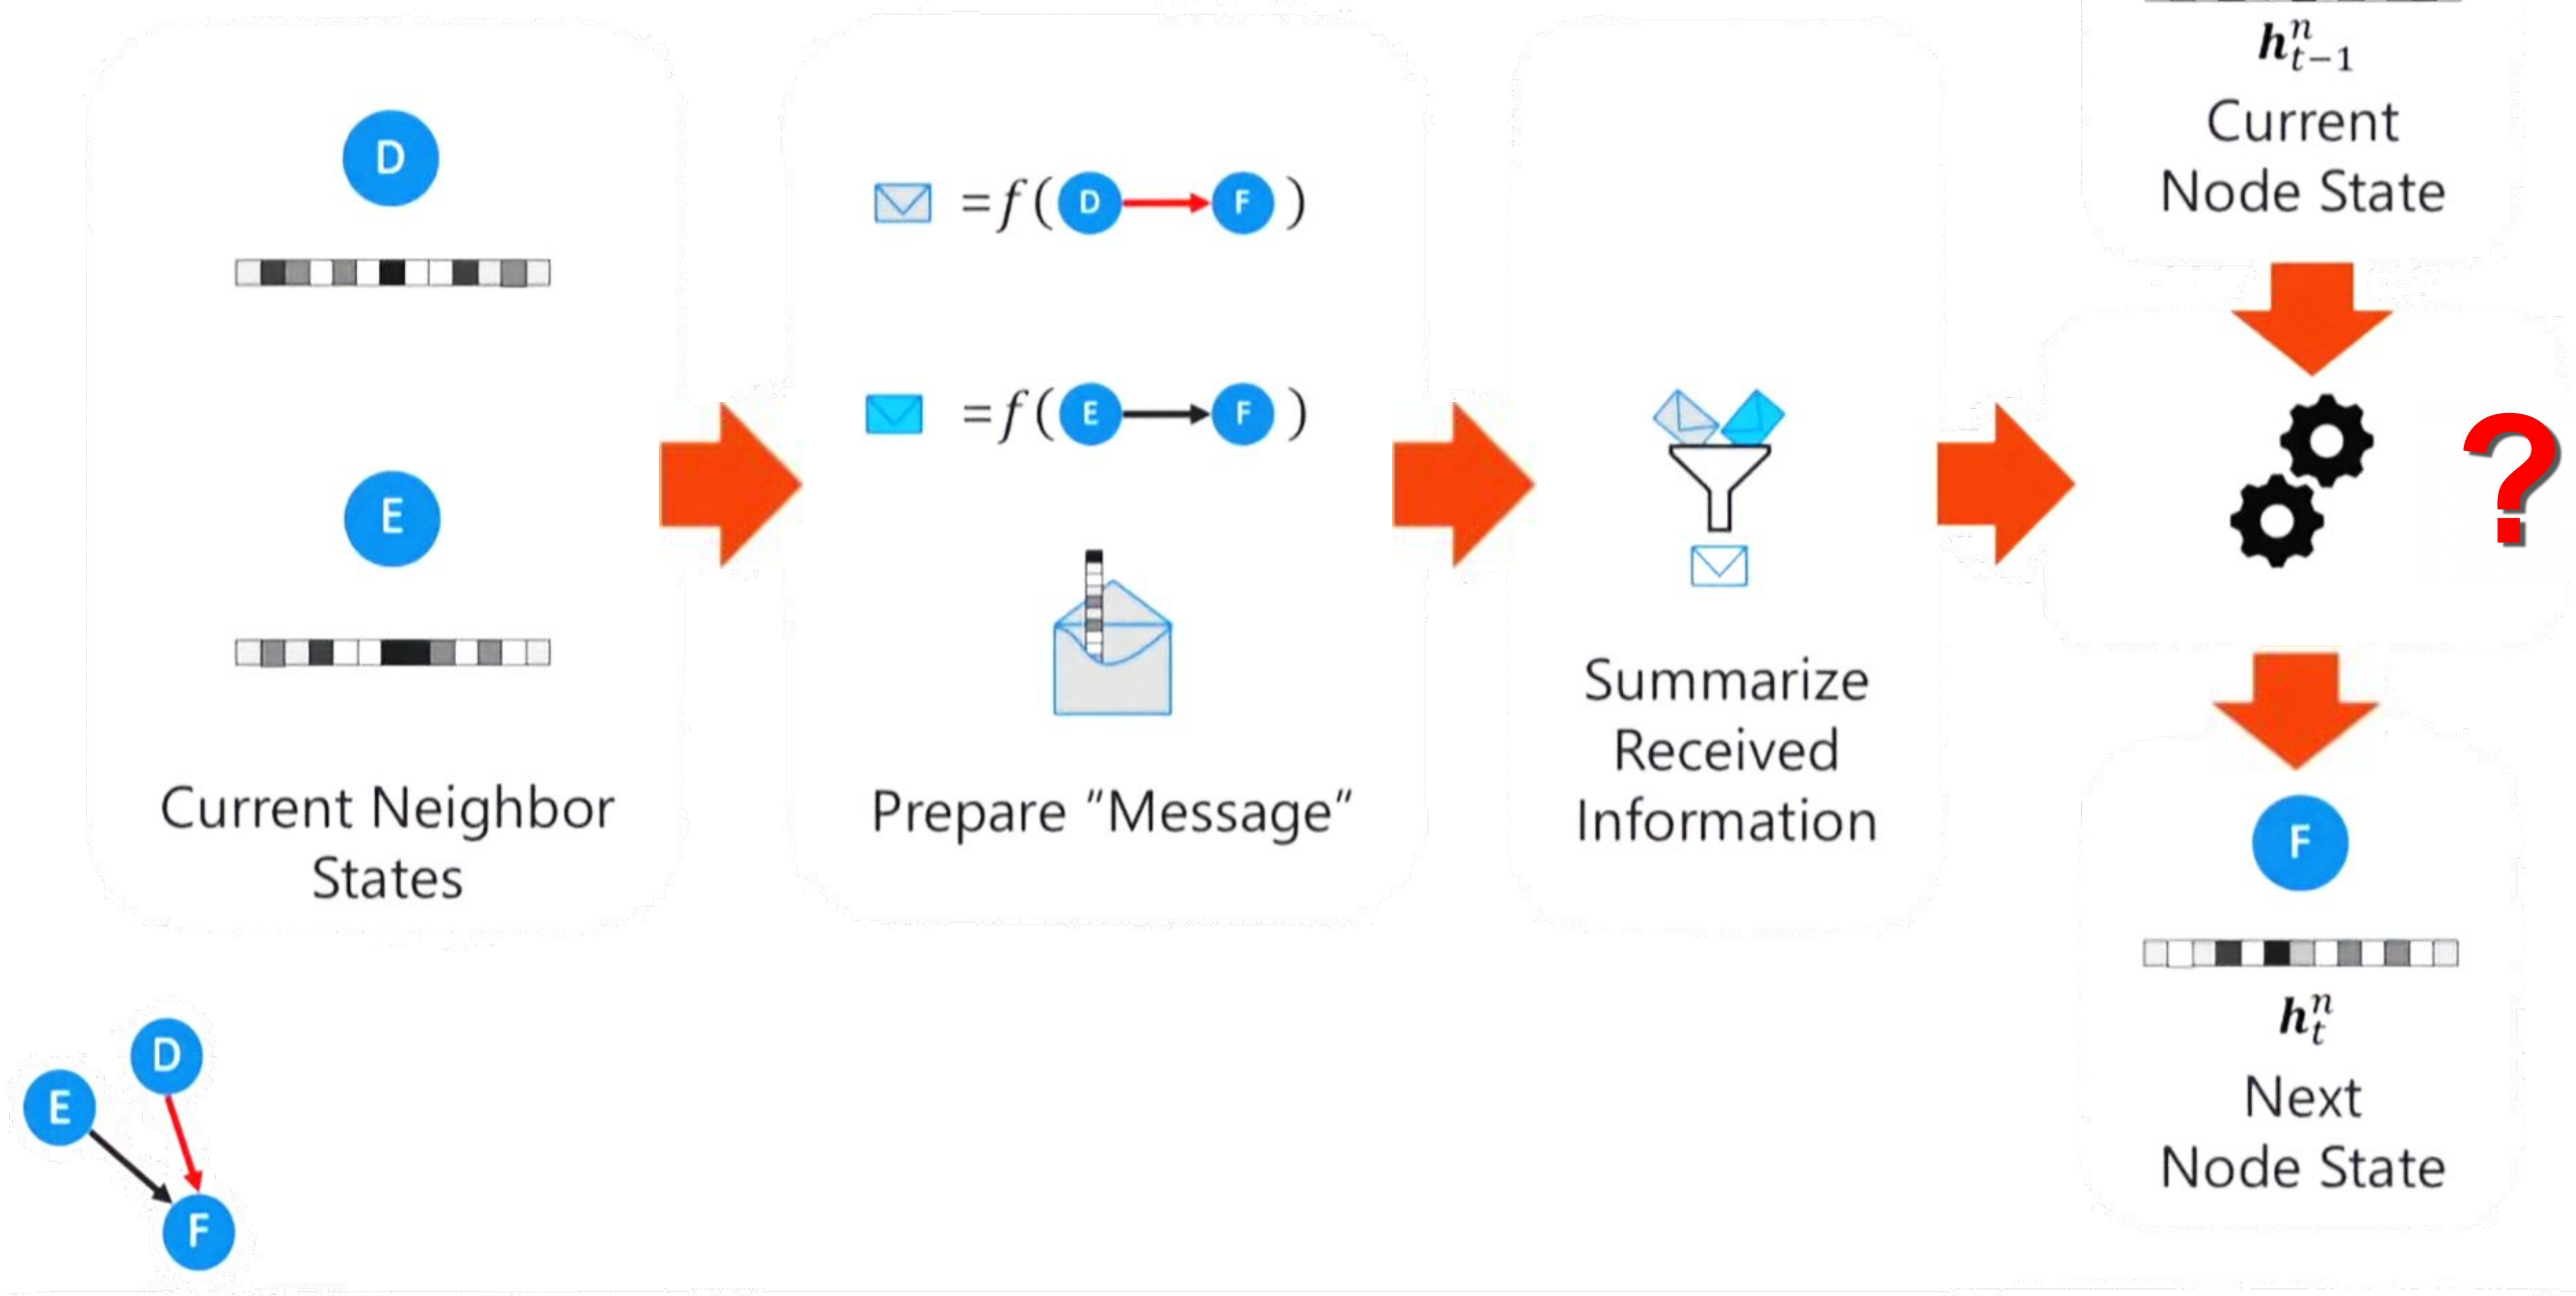 D
E
Current Neighbor
States
= f ( D F )
= f ( E F )
Prepare “Message”
Summarize
Received
Information
h^n_{t-1}
Current
Node State
?
F
h^n_t
Next
Node State
D
E
F